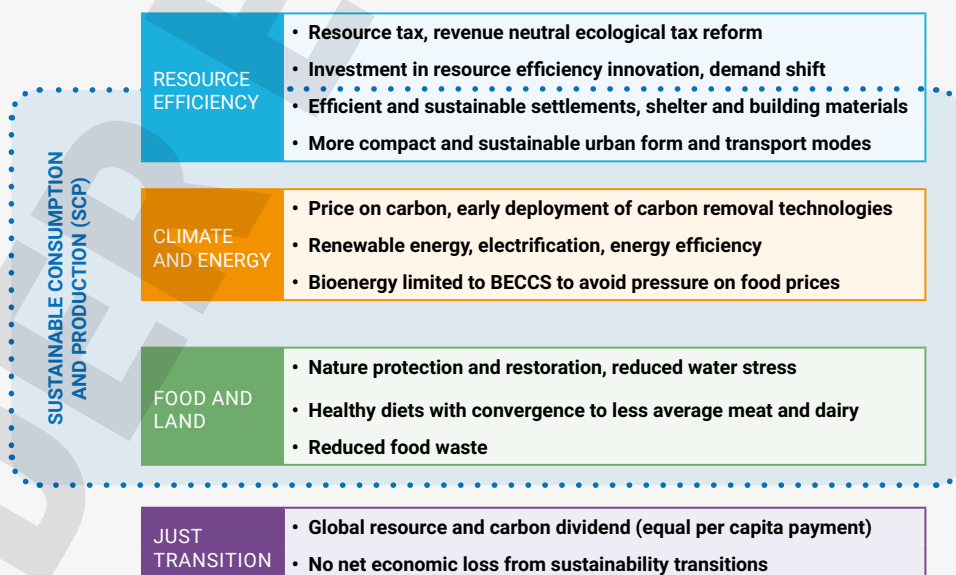 SUSTAINABLE CONSUMPTION
AND PRODUCTION (SCP)
RESOURCE
EFFICIENCY
• Resource tax, revenue neutral ecological tax reform
• Investment in resource efficiency innovation, demand shift
• Efficient and sustainable settlements, shelter and building materials
• More compact and sustainable urban form and transport modes
CLIMATE
AND ENERGY
• Price on carbon, early deployment of carbon removal technologies
• Renewable energy, electrification, energy efficiency
• Bioenergy limited to BECCS to avoid pressure on food prices
FOOD AND
LAND
• Nature protection and restoration, reduced water stress
• Healthy diets with convergence to less average meat and dairy
• Reduced food waste
JUST
TRANSITION
• Global resource and carbon dividend (equal per capita payment)
• No net economic loss from sustainability transitions